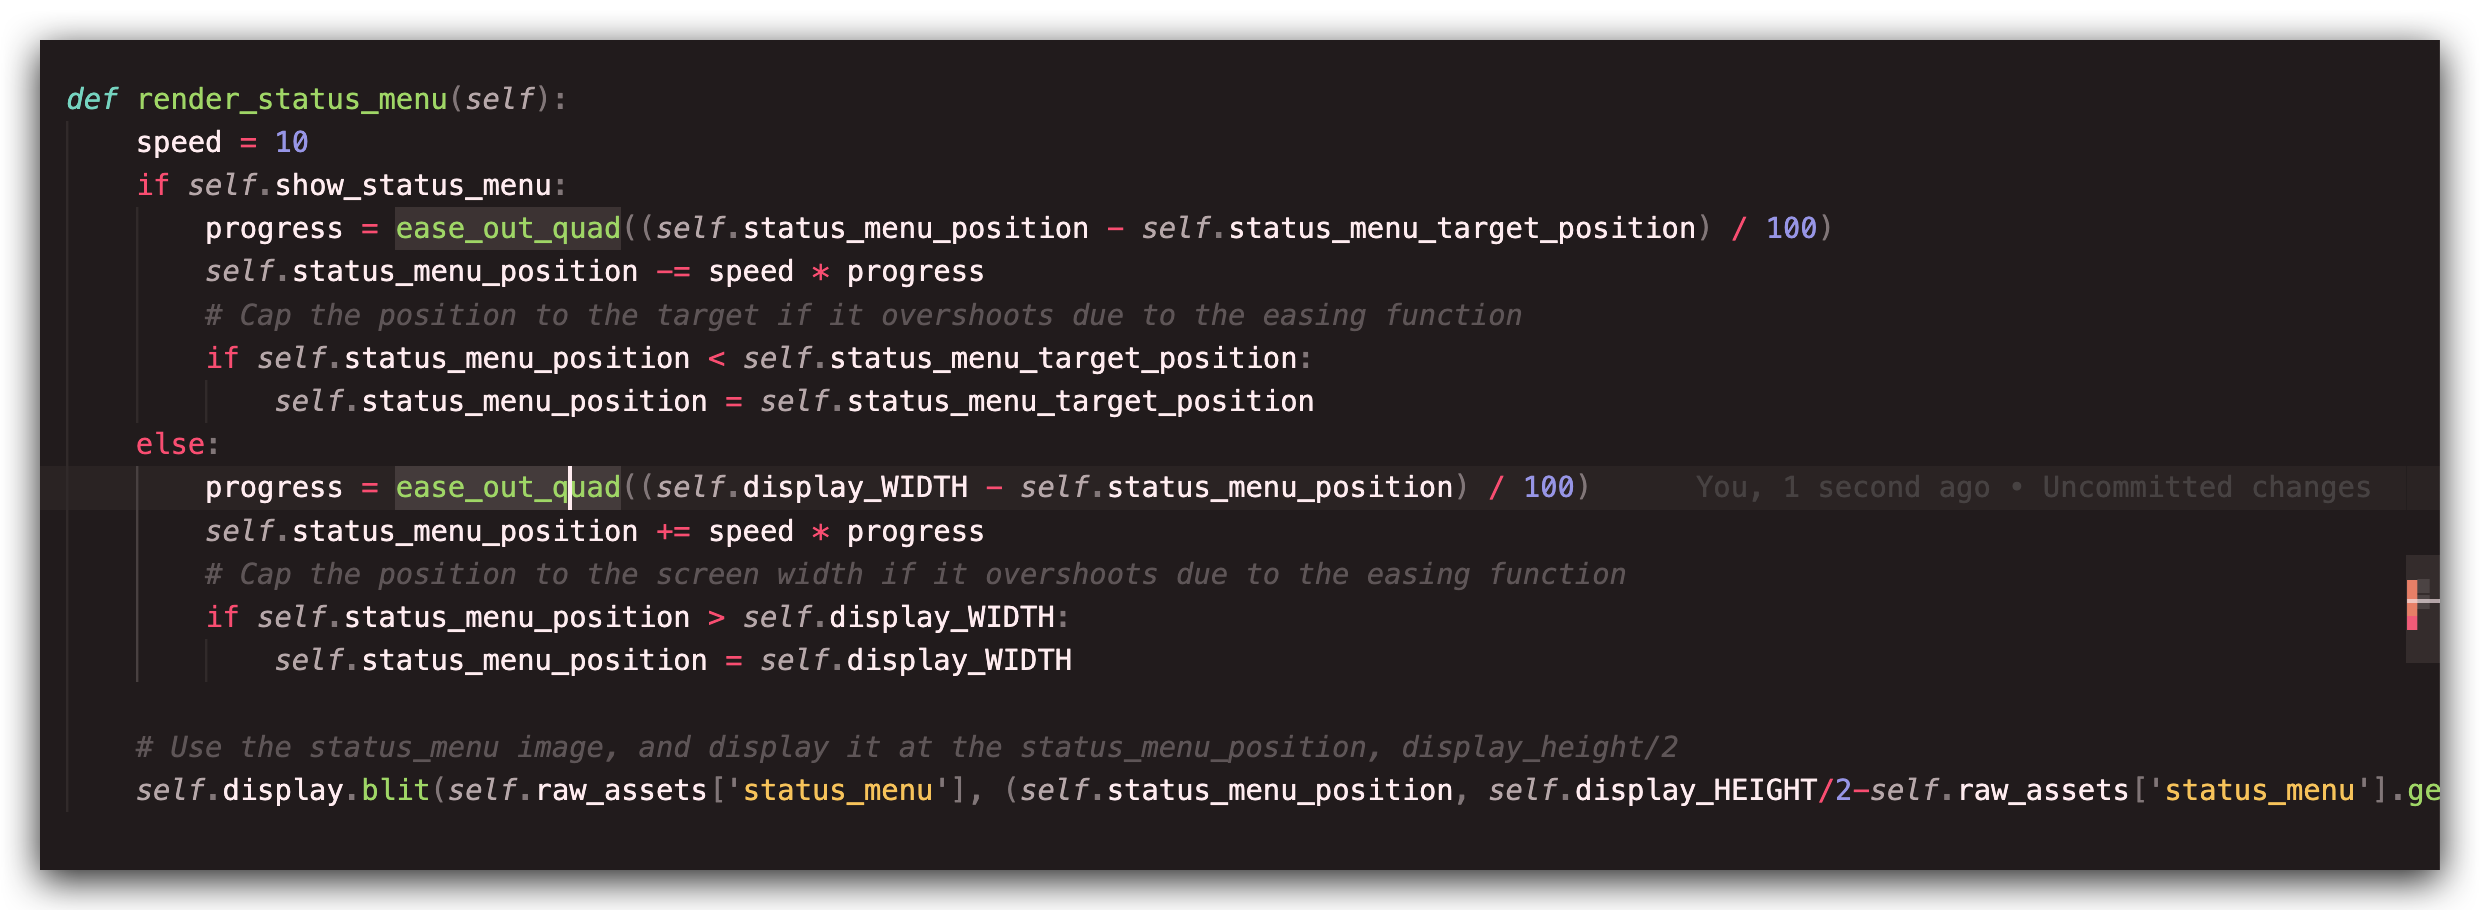 def render_status_menu(self):
    speed = 10
    if self.show_status_menu:
        progress = ease_out_quad((self.status_menu_position - self.status_menu_target_position) / 100)
        self.status_menu_position -= speed * progress
        # Cap the position to the target if it overshoots due to the easing function
        if self.status_menu_position < self.status_menu_target_position:
            self.status_menu_position = self.status_menu_target_position
    else:
        progress = ease_out_quad((self.display_WIDTH - self.status_menu_position) / 100)      You, 1 second ago • Uncommitted changes
        self.status_menu_position += speed * progress
        # Cap the position to the screen width if it overshoots due to the easing function
        if self.status_menu_position > self.display_WIDTH:
            self.status_menu_position = self.display_WIDTH
    # Use the status_menu image, and display it at the status_menu_position, display_height/2
    self.display.blit(self.raw_assets['status_menu'], (self.status_menu_position, self.display_HEIGHT/2-self.raw_assets['status_menu'].ge